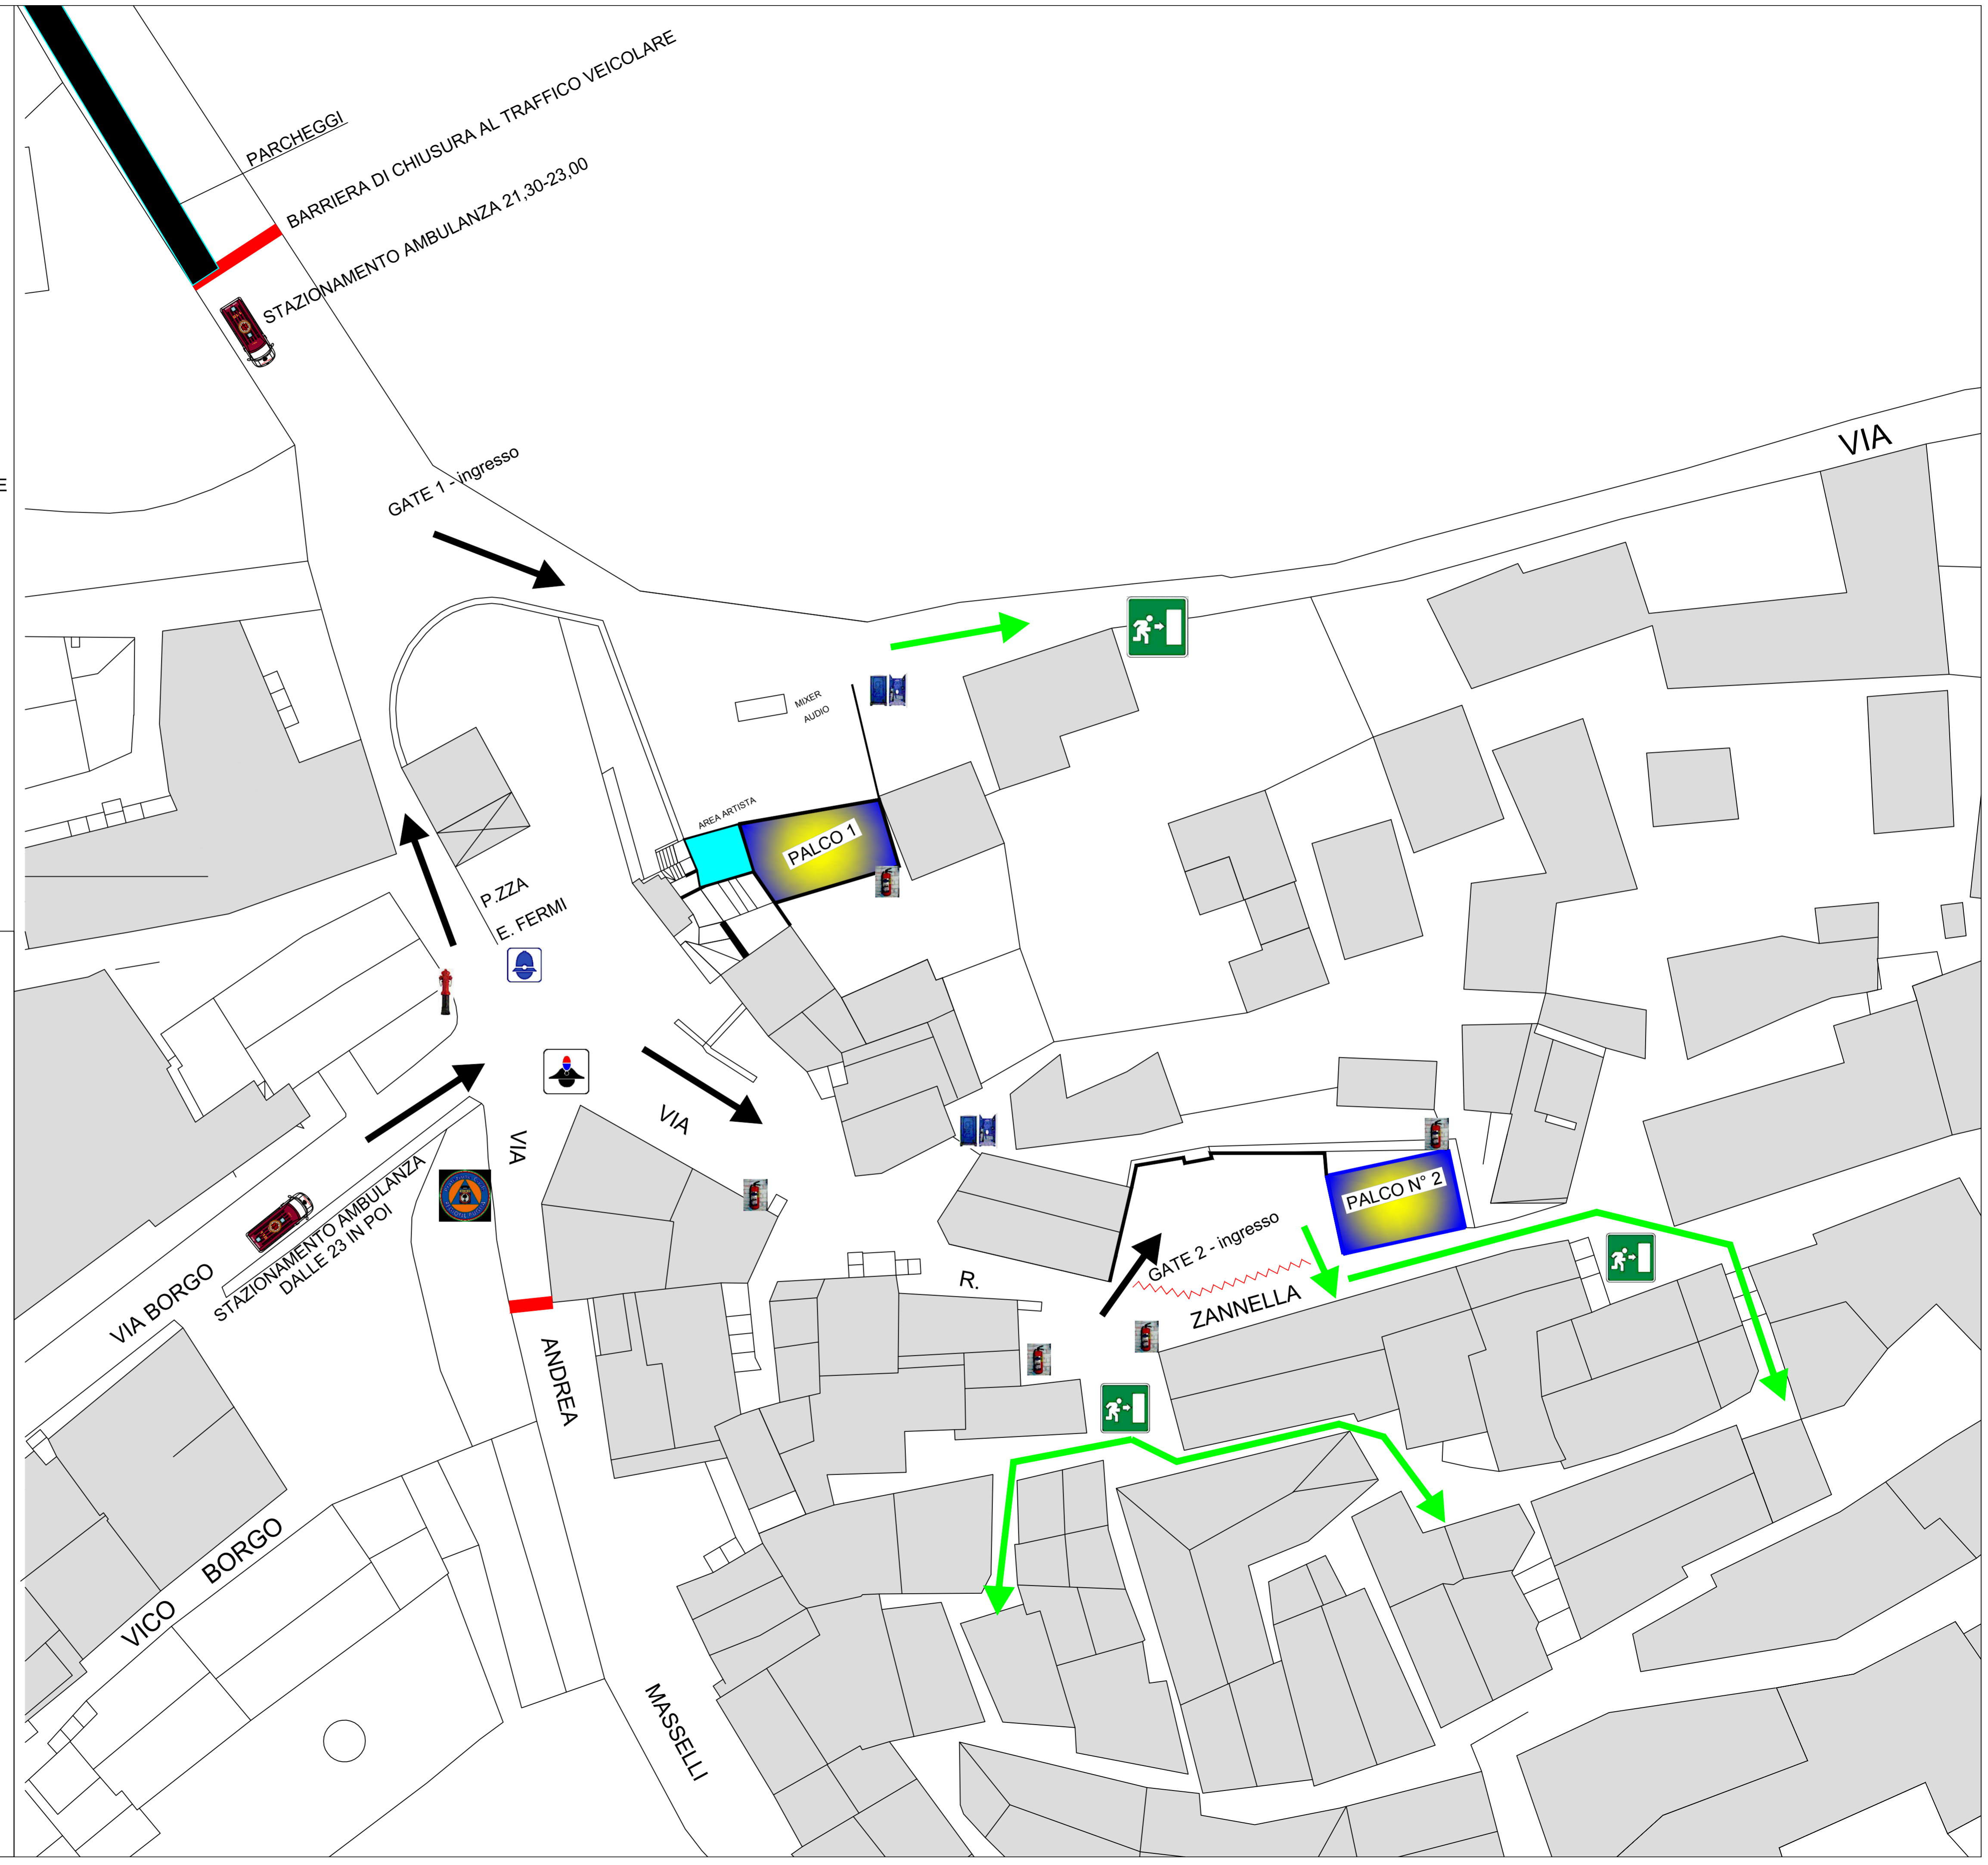 PARCHEGGI
BARRIERA DI CHIUSURA AL TRAFFICO VEICOLARE
STAZIONAMENTO AMBULANZA 21,30-23,00
VIA
E
GATE 1 - ingresso
MIXER
AUDIO
AREA ARTISTA
PALCO 1
P.ZZA
E. FERMI
VIA
VIA
PALCO N° 2
STAZIONAMENTO AMBULANZA
DALLE 23 IN POI
VIA BORGO
GATE 2 - ingresso
R.
ZANNELLA
ANDREA
VICO BORGO
MASSELLI